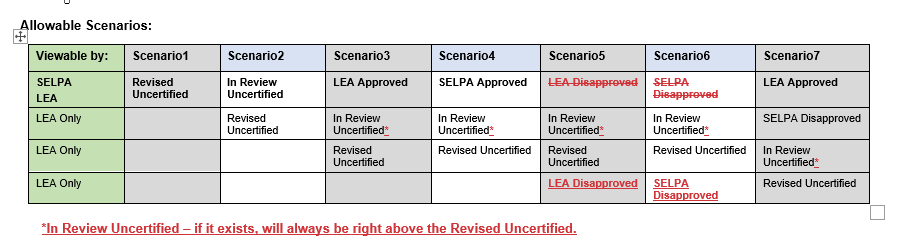 Allowable Scenarios:
Viewable by: Scenario1 Scenario2 Scenario3 Scenario4 Scenario5 Scenario6 Scenario7
SELPA Revised In Review LEA Approved SELPA Approved LEA Disapproved SELPA LEA Approved
LEA Uncertified Uncertified Disapproved
LEA Only Revised In Review In Review In Review In Review SELPA Disapproved
Uncertified Uncertified* Uncertified* Uncertified* Uncertified*
LEA Only Revised Revised Uncertified Revised Revised Uncertified In Review
Uncertified Uncertified Uncertified*
LEA Only LEA Disapproved SELPA Revised Uncertified
Disapproved
*In Review Uncertified – if it exists, will always be right above the Revised Uncertified.